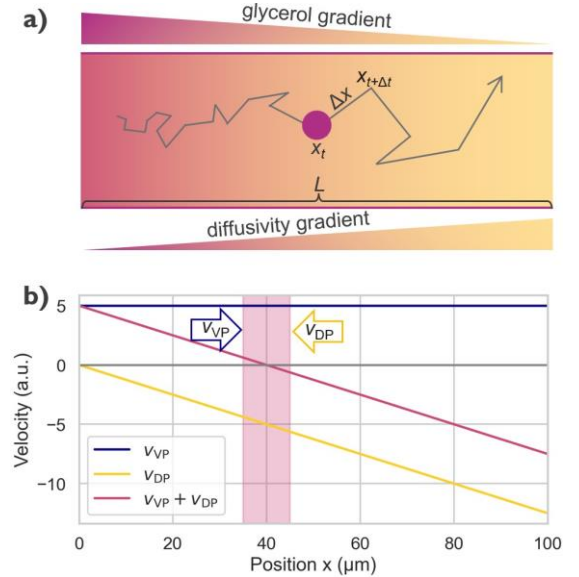 a)
glycerol gradient
x_{t+Δt}
Δx
x_t
L
diffusivity gradient
b)
5
0
−5
−10
Velocity (a.u.)
v_VP
v_DP
v_VP
v_DP
v_VP + v_DP
0 20 40 60 80 100
Position x (μm)